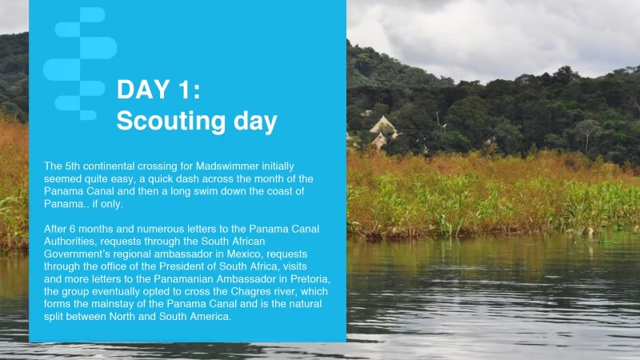 DAY 1:
Scouting day
The 5th continental crossing for Madswimmer initially
seemed quite easy, a quick dash across the month of the
Panama Canal and then a long swim down the coast of
Panama.. if only.
After 6 months and numerous letters to the Panama Canal
Authorities, requests through the South African
Government's regional ambassador in Mexico, requests
through the office of the President of South Africa, visits
and more letters to the Panamanian Ambassador in Pretoria,
the group eventually opted to cross the Chagres river, which
forms the mainstay of the Panama Canal and is the natural
split between North and South America.